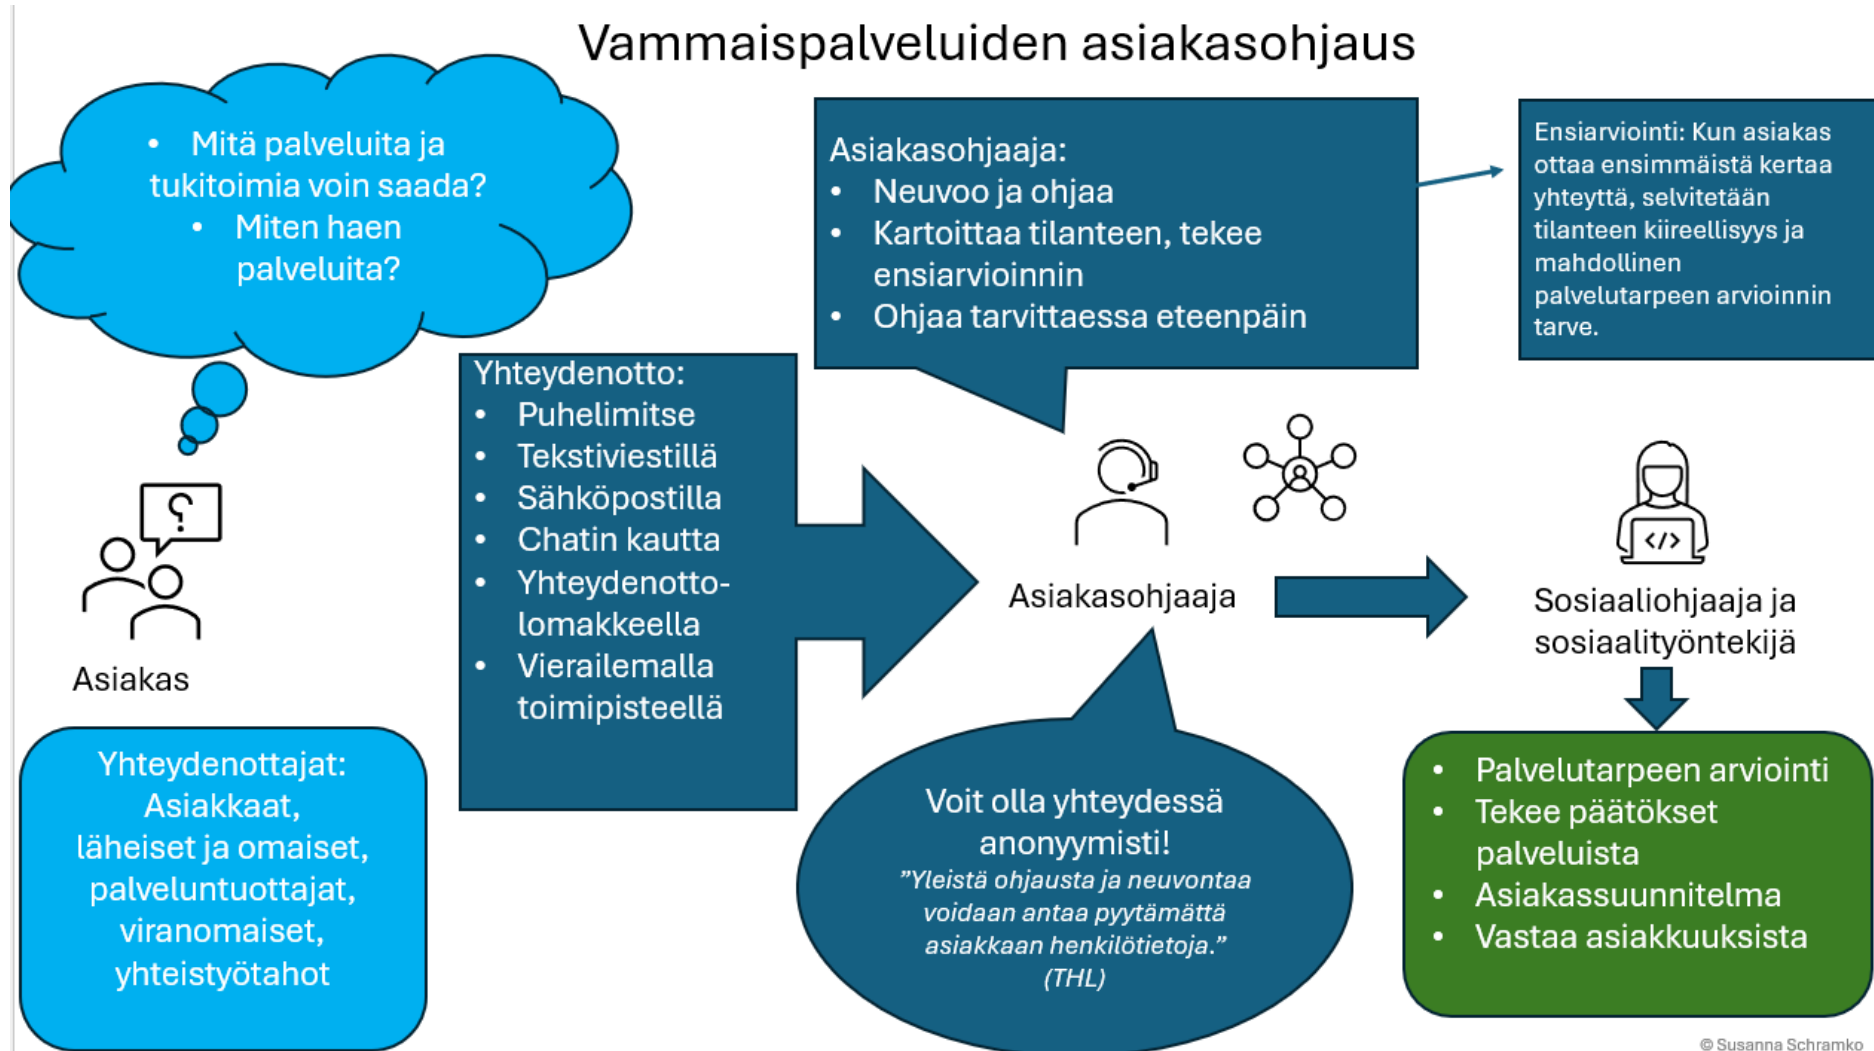 Vammaispalveluiden asiakasohjaus
• Mitä palveluita ja
tukitoimia voin saada?
• Miten haen
palveluita?
Asiakas
Yhteydenottajat:
Asiakkaat,
läheiset ja omaiset,
palveluntuottajat,
viranomaiset,
yhteistyötahot
Yhteydenotto:
• Puhelimitse
• Tekstiviestillä
• Sähköpostilla
• Chatin kautta
• Yhteydenotto-
lomakkeella
• Vierailemalla
toimipisteellä
Asiakasohjaaja:
• Neuvoo ja ohjaa
• Kartoittaa tilanteen, tekee
ensiarvioinnin
• Ohjaa tarvittaessa eteenpäin
Ensiarviointi: Kun asiakas
ottaa ensimmäistä kertaa
yhteyttä, selvitetään
tilanteen kiireellisyys ja
mahdollinen
palvelutarpeen arvioinnin
tarve.
Asiakasohjaaja
Voit olla yhteydessä
anonyymisti!
”Yleistä ohjausta ja neuvontaa
voidaan antaa pyytämättä
asiakkaan henkilötietoja.”
(THL)
Sosiaaliohjaaja ja
sosiaalityöntekijä
• Palvelutarpeen arviointi
• Tekee päätökset
palveluista
• Asiakassuunnitelma
• Vastaa asiakkuuksista
© Susanna Schramko